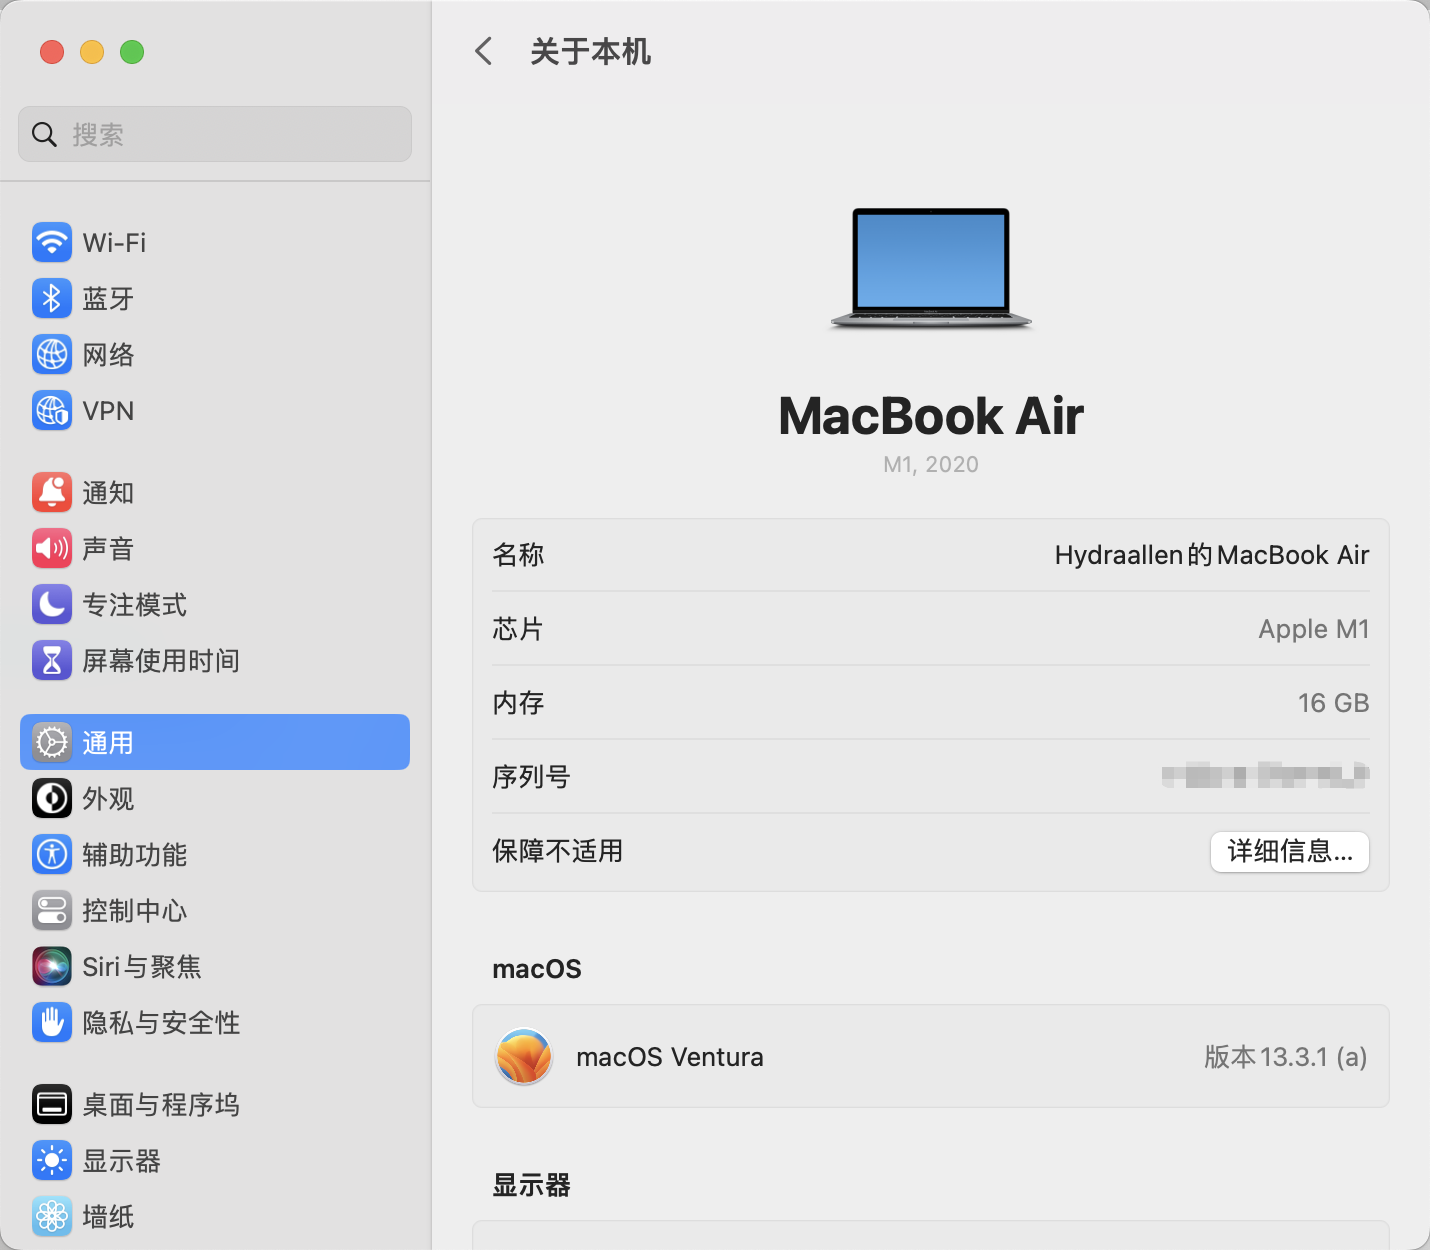 关于本机
搜索
Wi-Fi
蓝牙
网络
VPN
通知
声音
专注模式
屏幕使用时间
通用
外观
辅助功能
控制中心
Siri与聚焦
隐私与安全性
桌面与程序坞
显示器
墙纸
MacBook Air
M1, 2020
名称 Hydraallen的MacBook Air
芯片 Apple M1
内存 16 GB
序列号
保障不适用 详细信息...
macOS
macOS Ventura 版本13.3.1 (a)
显示器